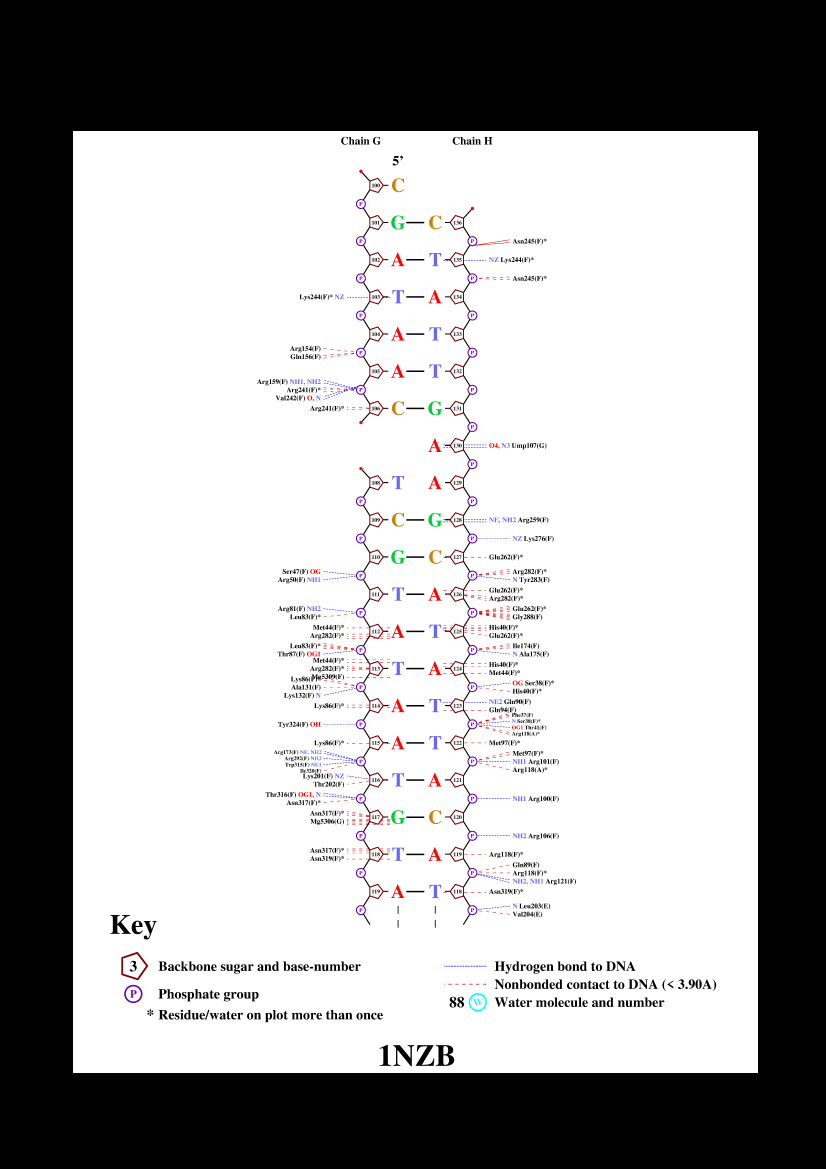 Chain G Chain H
5’
100 C
P
101 G C 136
P P Asn245(F)*
102 A T 135 NZ Lys244(F)*
P P Asn245(F)*
Lys244(F)* NZ 103 T A 134
P P
104 A T 133
Arg154(F)
Gln156(F) P P
105 A T 132
Arg159(F) NH1, NH2
Arg241(F)* P P
Val242(F) O, N
Arg241(F)* 106 C G 131
P
A 130 O4, N3 Ump107(G)
P
108 T A 129
P P
109 C G 128 NE, NH2 Arg259(F)
P P NZ Lys276(F)
110 G C 127 Glu262(F)*
Ser47(F) OG P P Arg282(F)*
Arg50(F) NH1 N Tyr283(F)
111 T A 126 Glu262(F)*
Arg282(F)*
Arg81(F) NH2 P P Glu262(F)*
Leu83(F)* Gly288(F)
Met44(F)* 112 A T 125 His40(F)*
Arg282(F)* Glu262(F)*
Leu83(F)* P P Ile174(F)
Thr87(F) OG1 N Ala175(F)
Met44(F)* His40(F)*
Arg282(F)* 113 T A 124 Met44(F)*
Mg5309(F)
Lys86(F)* OG Ser38(F)*
Ala131(F) P P His40(F)*
Lys132(F) N
Lys86(F)* 114 A T 123 NE2 Gln90(F)
Gln94(F)
Phe37(F)
N Ser38(F)*
Tyr324(F) OH P P OG1 Thr41(F)
Arg118(A)*
Lys86(F)* 115 A T 122 Met97(F)*
Arg173(F) NE, NH2 Met97(F)*
Arg292(F) NH2 P P NH1 Arg101(F)
Trp315(F) NE1 Arg118(A)*
Ile320(F)
Lys201(F) NZ 116 T A 121
Thr202(F)
Thr316(F) OG1, N P P NH1 Arg100(F)
Asn317(F)*
Asn317(F)* 117 G C 120
Mg5306(G)
P P NH2 Arg106(F)
Asn317(F)* 118 T A 119 Arg118(F)*
Asn319(F)*
Gln89(F)
P P Arg118(F)*
NH2, NH1 Arg121(F)
119 A T 118 Asn319(F)*
P P N Leu203(E)
Val204(E)
Key
3 Backbone sugar and base-number
P Phosphate group
* Residue/water on plot more than once
Hydrogen bond to DNA
Nonbonded contact to DNA (< 3.90A)
88 W Water molecule and number
1NZB